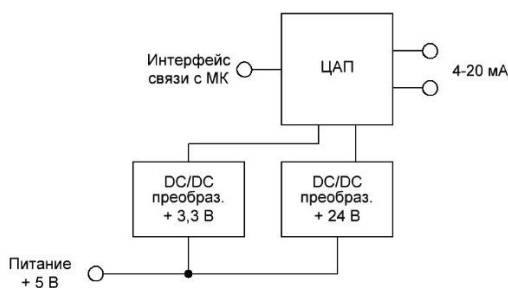 Интерфейс
связи с МК
ЦАП
4-20 мА
DC/DC
преобраз.
+ 3,3 В
DC/DC
преобраз.
+ 24 В
Питание
+ 5 В